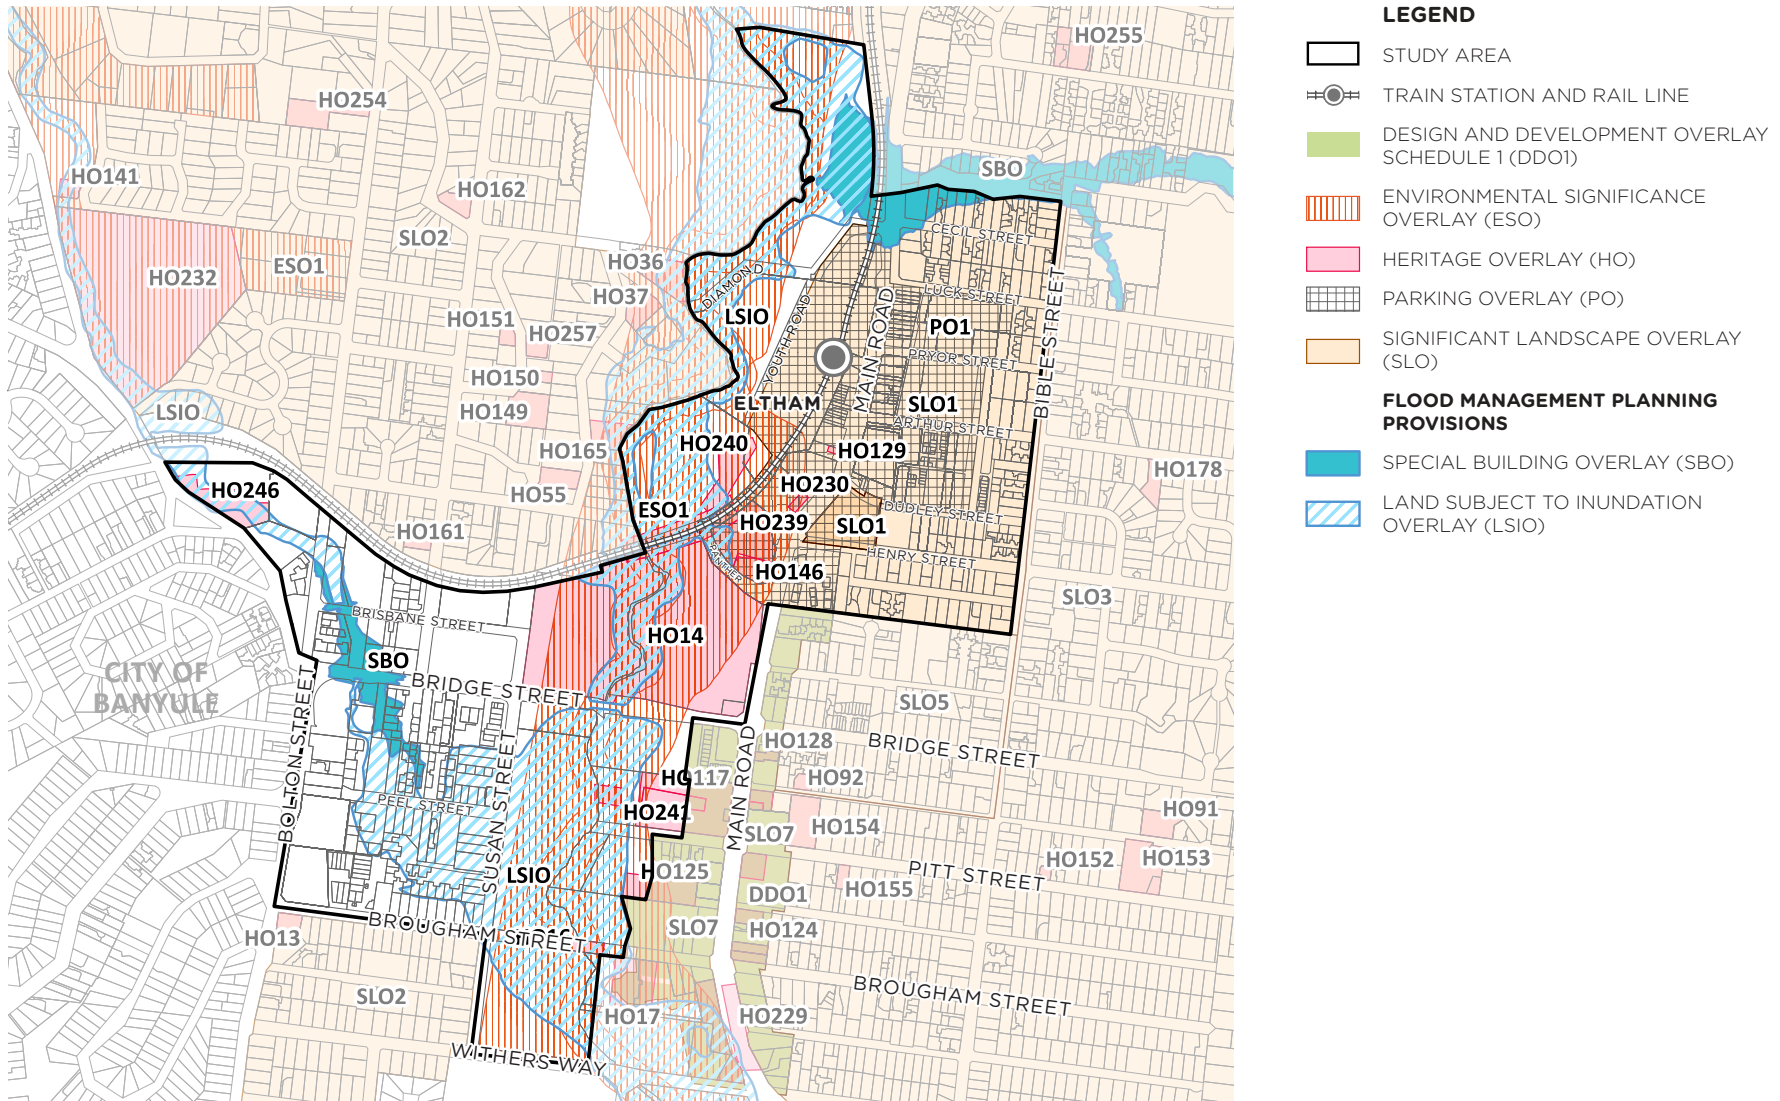 LEGEND
STUDY AREA
TRAIN STATION AND RAIL LINE
DESIGN AND DEVELOPMENT OVERLAY
SCHEDULE 1 (DDO1)
ENVIRONMENTAL SIGNIFICANCE
OVERLAY (ESO)
HERITAGE OVERLAY (HO)
PARKING OVERLAY (PO)
SIGNIFICANT LANDSCAPE OVERLAY
(SLO)
FLOOD MANAGEMENT PLANNING
PROVISIONS
SPECIAL BUILDING OVERLAY (SBO)
LAND SUBJECT TO INUNDATION
OVERLAY (LSIO)
HO255
HO254
HO141
HO162
SBO
SLO2
CECIL STREET
HO232
ESO1
HO36
DIAMOND
HO37
LUCK STREET
BIBLE STREET
HO151
HO257
LSIO
YOUTH ROAD
MAIN ROAD
PO1
PRYOR STREET
HO150
LSIO
HO149
ELTHAM
SLO1
ARTHUR STREET
HO165
HO240
HO129
HO178
HO246
HO55
ESO1
HO230
DUDLEY STREET
HO161
HO239
SLO1
PANTHER
HENRY STREET
HO146
SLO3
BRISBANE STREET
HO14
SBO
CITY OF
BANYULE
BRIDGE STREET
SLO5
BOLTON STREET
SUSAN STREET
MAIN ROAD
HO128
BRIDGE STREET
HO117
HO92
PEEL STREET
HO241
SLO7
HO154
HO91
LSIO
HO125
PITT STREET
HO152
HO153
DDO1
HO155
BROUGHAM STREET
HO13
SLO7
HO124
SLO2
BROUGHAM STREET
HO17
HO229
WITHERS WAY